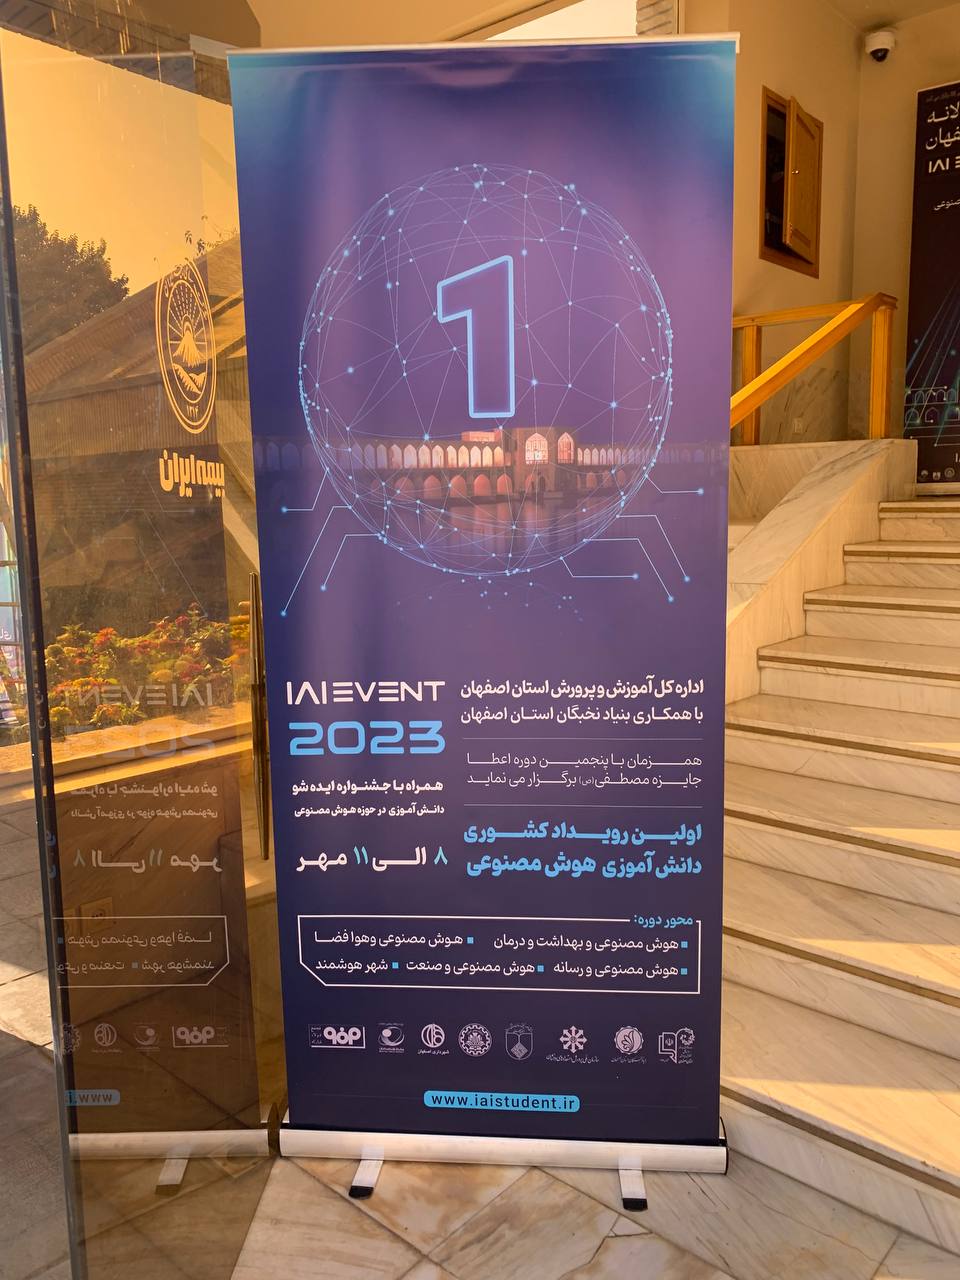 1
اداره کل آموزش و پرورش استان اصفهان
با همکاری بنیاد نخبگان استان اصفهان
همزمان با پنجمین دوره اعطا
جایزه مصطفی(ص) برگزار می نماید
اولین رویداد کشوری
دانش آموزی هوش مصنوعی
IAI EVENT
2023
همراه با جشنواره ایده شو
دانش آموزی در حوزه هوش مصنوعی
۸ الی ۱۱ مهر
محور دوره:
هوش مصنوعی و بهداشت و درمان
هوش مصنوعی و هوا فضا
هوش مصنوعی و رسانه
هوش مصنوعی و صنعت
شهر هوشمند
شهرداری اصفهان
www.iaistudent.ir
بیمه ایران
۱۳۱۴